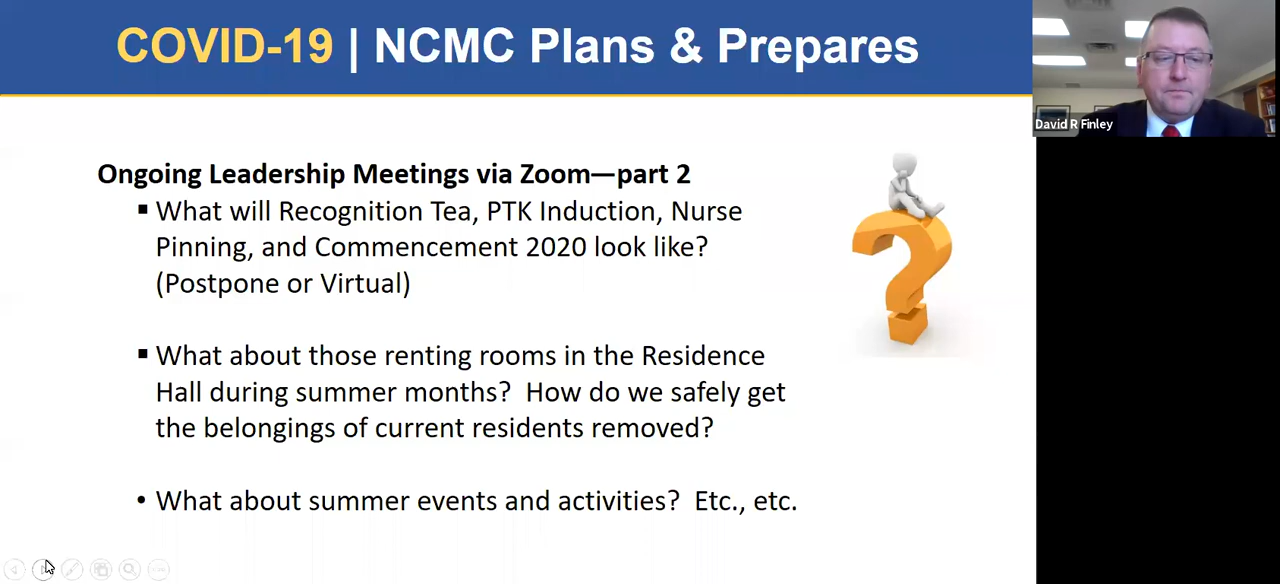 COVID-19 | NCMC Plans & Prepares
David R Finley
Ongoing Leadership Meetings via Zoom—part 2
▪ What will Recognition Tea, PTK Induction, Nurse
Pinning, and Commencement 2020 look like?
(Postpone or Virtual)
▪ What about those renting rooms in the Residence
Hall during summer months?  How do we safely get
the belongings of current residents removed?
• What about summer events and activities?  Etc., etc.